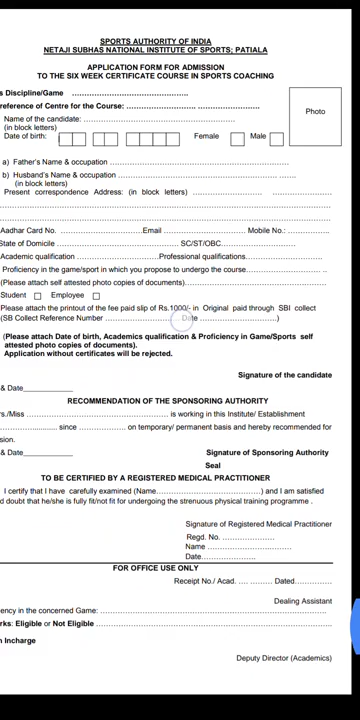 SPORTS AUTHORITY OF INDIA
NETAJI SUBHAS NATIONAL INSTITUTE OF SPORTS; PATIALA
APPLICATION FORM FOR ADMISSION
TO THE SIX WEEK CERTIFICATE COURSE IN SPORTS COACHING
s Discipline/Game ………………………………………..
reference of Centre for the Course: ………………………… ……………………..
Photo
Name of the candidate: ……………………………………………………
(in block letters)
Date of birth:
Female
Male
a) Father's Name & occupation ………………………………………………………………
b) Husband's Name & occupation ………………………………………………………… …….
(in block letters)
Present correspondence Address: (in block letters) ……………………… ……………………
Aadhar Card No. ……………………………Email ……………………… Mobile No.: …………….
State of Domicile …………………………………………… SC/ST/OBC………………………….
Academic qualification ……………………………Professional qualifications……………………….
Proficiency in the game/sport in which you propose to undergo the course………………………… ..
(Please attach self attested photo copies of documents)…………………………………………………
Student
Employee
Please attach the printout of the fee paid slip of Rs.1000/- in Original paid through SBI collect
(SB Collect Reference Number ……………………… Date ………………………….)
(Please attach Date of birth, Academics qualification & Proficiency in Game/Sports self
attested photo copies of documents).
Application without certificates will be rejected.
Signature of the candidate
& Date____________
RECOMMENDATION OF THE SPONSORING AUTHORITY
rs./Miss ………………………………………………… is working in this Institute/ Establishment
…………………… since ………………. on temporary/ permanent basis and hereby recommended for
sion.
& Date____________
Signature of Sponsoring Authority
Seal
TO BE CERTIFIED BY A REGISTERED MEDICAL PRACTITIONER
I certify that I have carefully examined (Name……………………………………) and I am satisfied
d doubt that he/she is fully fit/not fit for undergoing the strenuous physical training programme .
Signature of Registered Medical Practitioner
Regd. No. …………………
Name ……………………………
Date………………….
FOR OFFICE USE ONLY
Receipt No./ Acad. …. ……… Dated……………
Dealing Assistant
ency in the concerned Game: ……………………………………………………………………………….
rks: Eligible or Not Eligible ………………………………………………………………………………
n Incharge
Deputy Director (Academics)